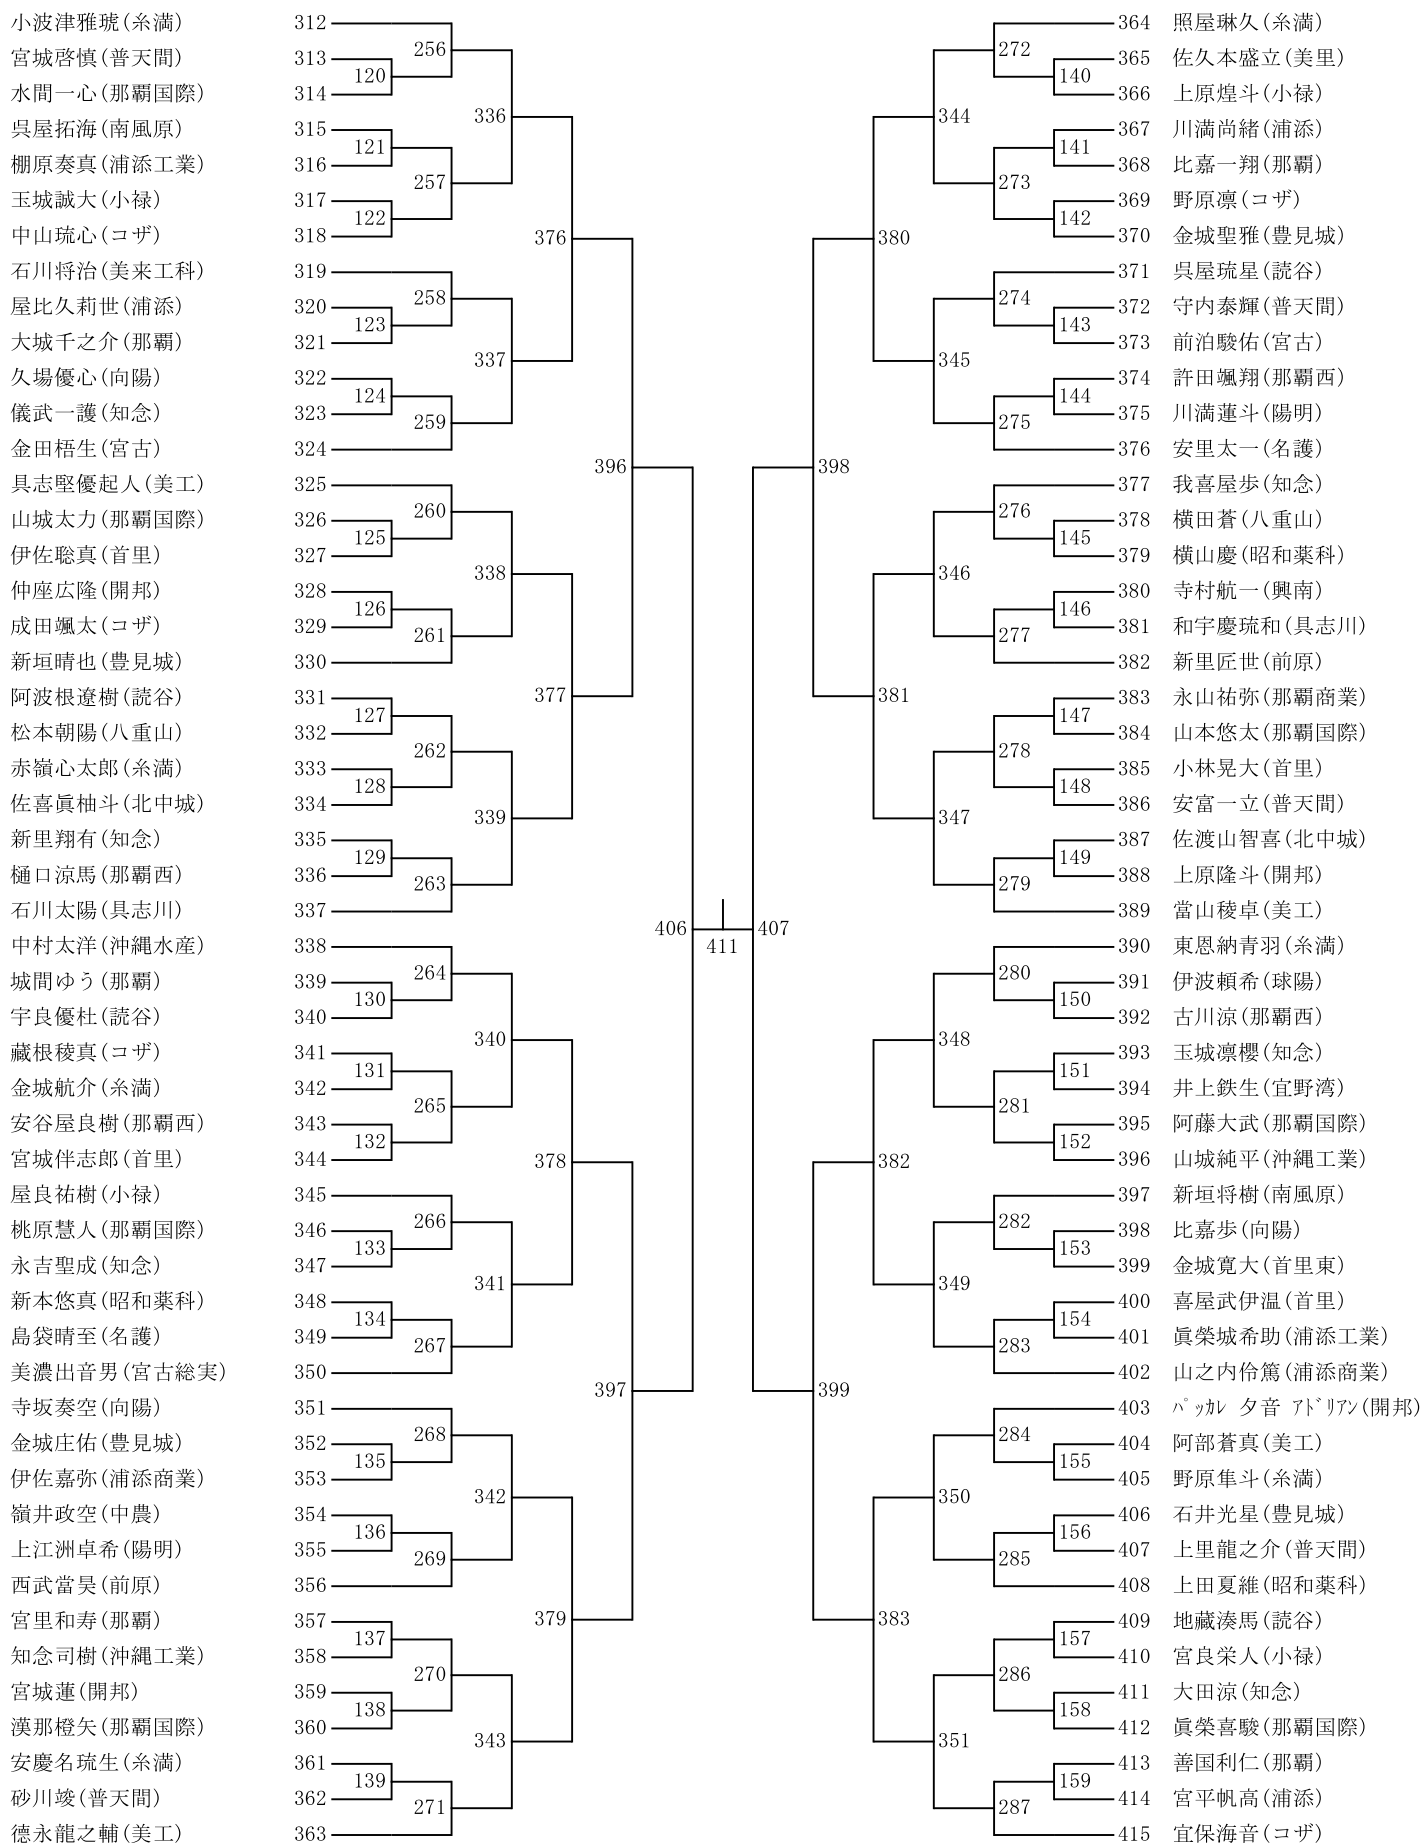 小波津雅琥(糸満) 312
宮城啓慎(普天間) 313
水間一心(那覇国際) 314
呉屋拓海(南風原) 315
棚原奏真(浦添工業) 316
玉城誠大(小禄) 317
中山琉心(コザ) 318
石川将治(美来工科) 319
屋比久莉世(浦添) 320
大城千之介(那覇) 321
久場優心(向陽) 322
儀武一護(知念) 323
金田梧生(宮古) 324
具志堅優起人(美工) 325
山城太力(那覇国際) 326
伊佐聡真(首里) 327
仲座広隆(開邦) 328
成田颯太(コザ) 329
新垣晴也(豊見城) 330
阿波根遼樹(読谷) 331
松本朝陽(八重山) 332
赤嶺心太郎(糸満) 333
佐喜眞柚斗(北中城) 334
新里翔有(知念) 335
樋口涼馬(那覇西) 336
石川太陽(具志川) 337
中村太洋(沖縄水産) 338
城間ゆう(那覇) 339
宇良優杜(読谷) 340
藏根稜真(コザ) 341
金城航介(糸満) 342
安谷屋良樹(那覇西) 343
宮城伴志郎(首里) 344
屋良祐樹(小禄) 345
桃原慧人(那覇国際) 346
永吉聖成(知念) 347
新本悠真(昭和薬科) 348
島袋晴至(名護) 349
美濃出音男(宮古総実) 350
寺坂奏空(向陽) 351
金城庄佑(豊見城) 352
伊佐嘉弥(浦添商業) 353
嶺井政空(中農) 354
上江洲卓希(陽明) 355
西武當昊(前原) 356
宮里和寿(那覇) 357
知念司樹(沖縄工業) 358
宮城蓮(開邦) 359
漢那橙矢(那覇国際) 360
安慶名琉生(糸満) 361
砂川竣(普天間) 362
德永龍之輔(美工) 363
120
121
122
123
124
125
126
127
128
129
130
131
132
133
134
135
136
137
138
139
256
257
258
259
260
261
262
263
264
265
266
267
268
269
270
271
336
337
338
339
340
341
342
343
376
377
378
379
396
397
406
411
407
398
399
380
381
382
383
344
345
346
347
348
349
350
351
272
273
274
275
276
277
278
279
280
281
282
283
284
285
286
287
140
141
142
143
144
145
146
147
148
149
150
151
152
153
154
155
156
157
158
159
364 照屋琳久(糸満)
365 佐久本盛立(美里)
366 上原煌斗(小禄)
367 川満尚緒(浦添)
368 比嘉一翔(那覇)
369 野原凛(コザ)
370 金城聖雅(豊見城)
371 呉屋琉星(読谷)
372 守内泰輝(普天間)
373 前泊駿佑(宮古)
374 許田颯翔(那覇西)
375 川満蓮斗(陽明)
376 安里太一(名護)
377 我喜屋歩(知念)
378 横田蒼(八重山)
379 横山慶(昭和薬科)
380 寺村航一(興南)
381 和宇慶琉和(具志川)
382 新里匠世(前原)
383 永山祐弥(那覇商業)
384 山本悠太(那覇国際)
385 小林晃大(首里)
386 安富一立(普天間)
387 佐渡山智喜(北中城)
388 上原隆斗(開邦)
389 當山稜卓(美工)
390 東恩納青羽(糸満)
391 伊波頼希(球陽)
392 古川涼(那覇西)
393 玉城凛櫻(知念)
394 井上鉄生(宜野湾)
395 阿藤大武(那覇国際)
396 山城純平(沖縄工業)
397 新垣将樹(南風原)
398 比嘉歩(向陽)
399 金城寛大(首里東)
400 喜屋武伊温(首里)
401 眞榮城希助(浦添工業)
402 山之内伶篤(浦添商業)
403 ﾊﾟｯｶﾚ 夕音 ｱﾄﾞﾘｱﾝ(開邦)
404 阿部蒼真(美工)
405 野原隼斗(糸満)
406 石井光星(豊見城)
407 上里龍之介(普天間)
408 上田夏維(昭和薬科)
409 地蔵湊馬(読谷)
410 宮良栄人(小禄)
411 大田涼(知念)
412 眞榮喜駿(那覇国際)
413 善国利仁(那覇)
414 宮平帆高(浦添)
415 宜保海音(コザ)